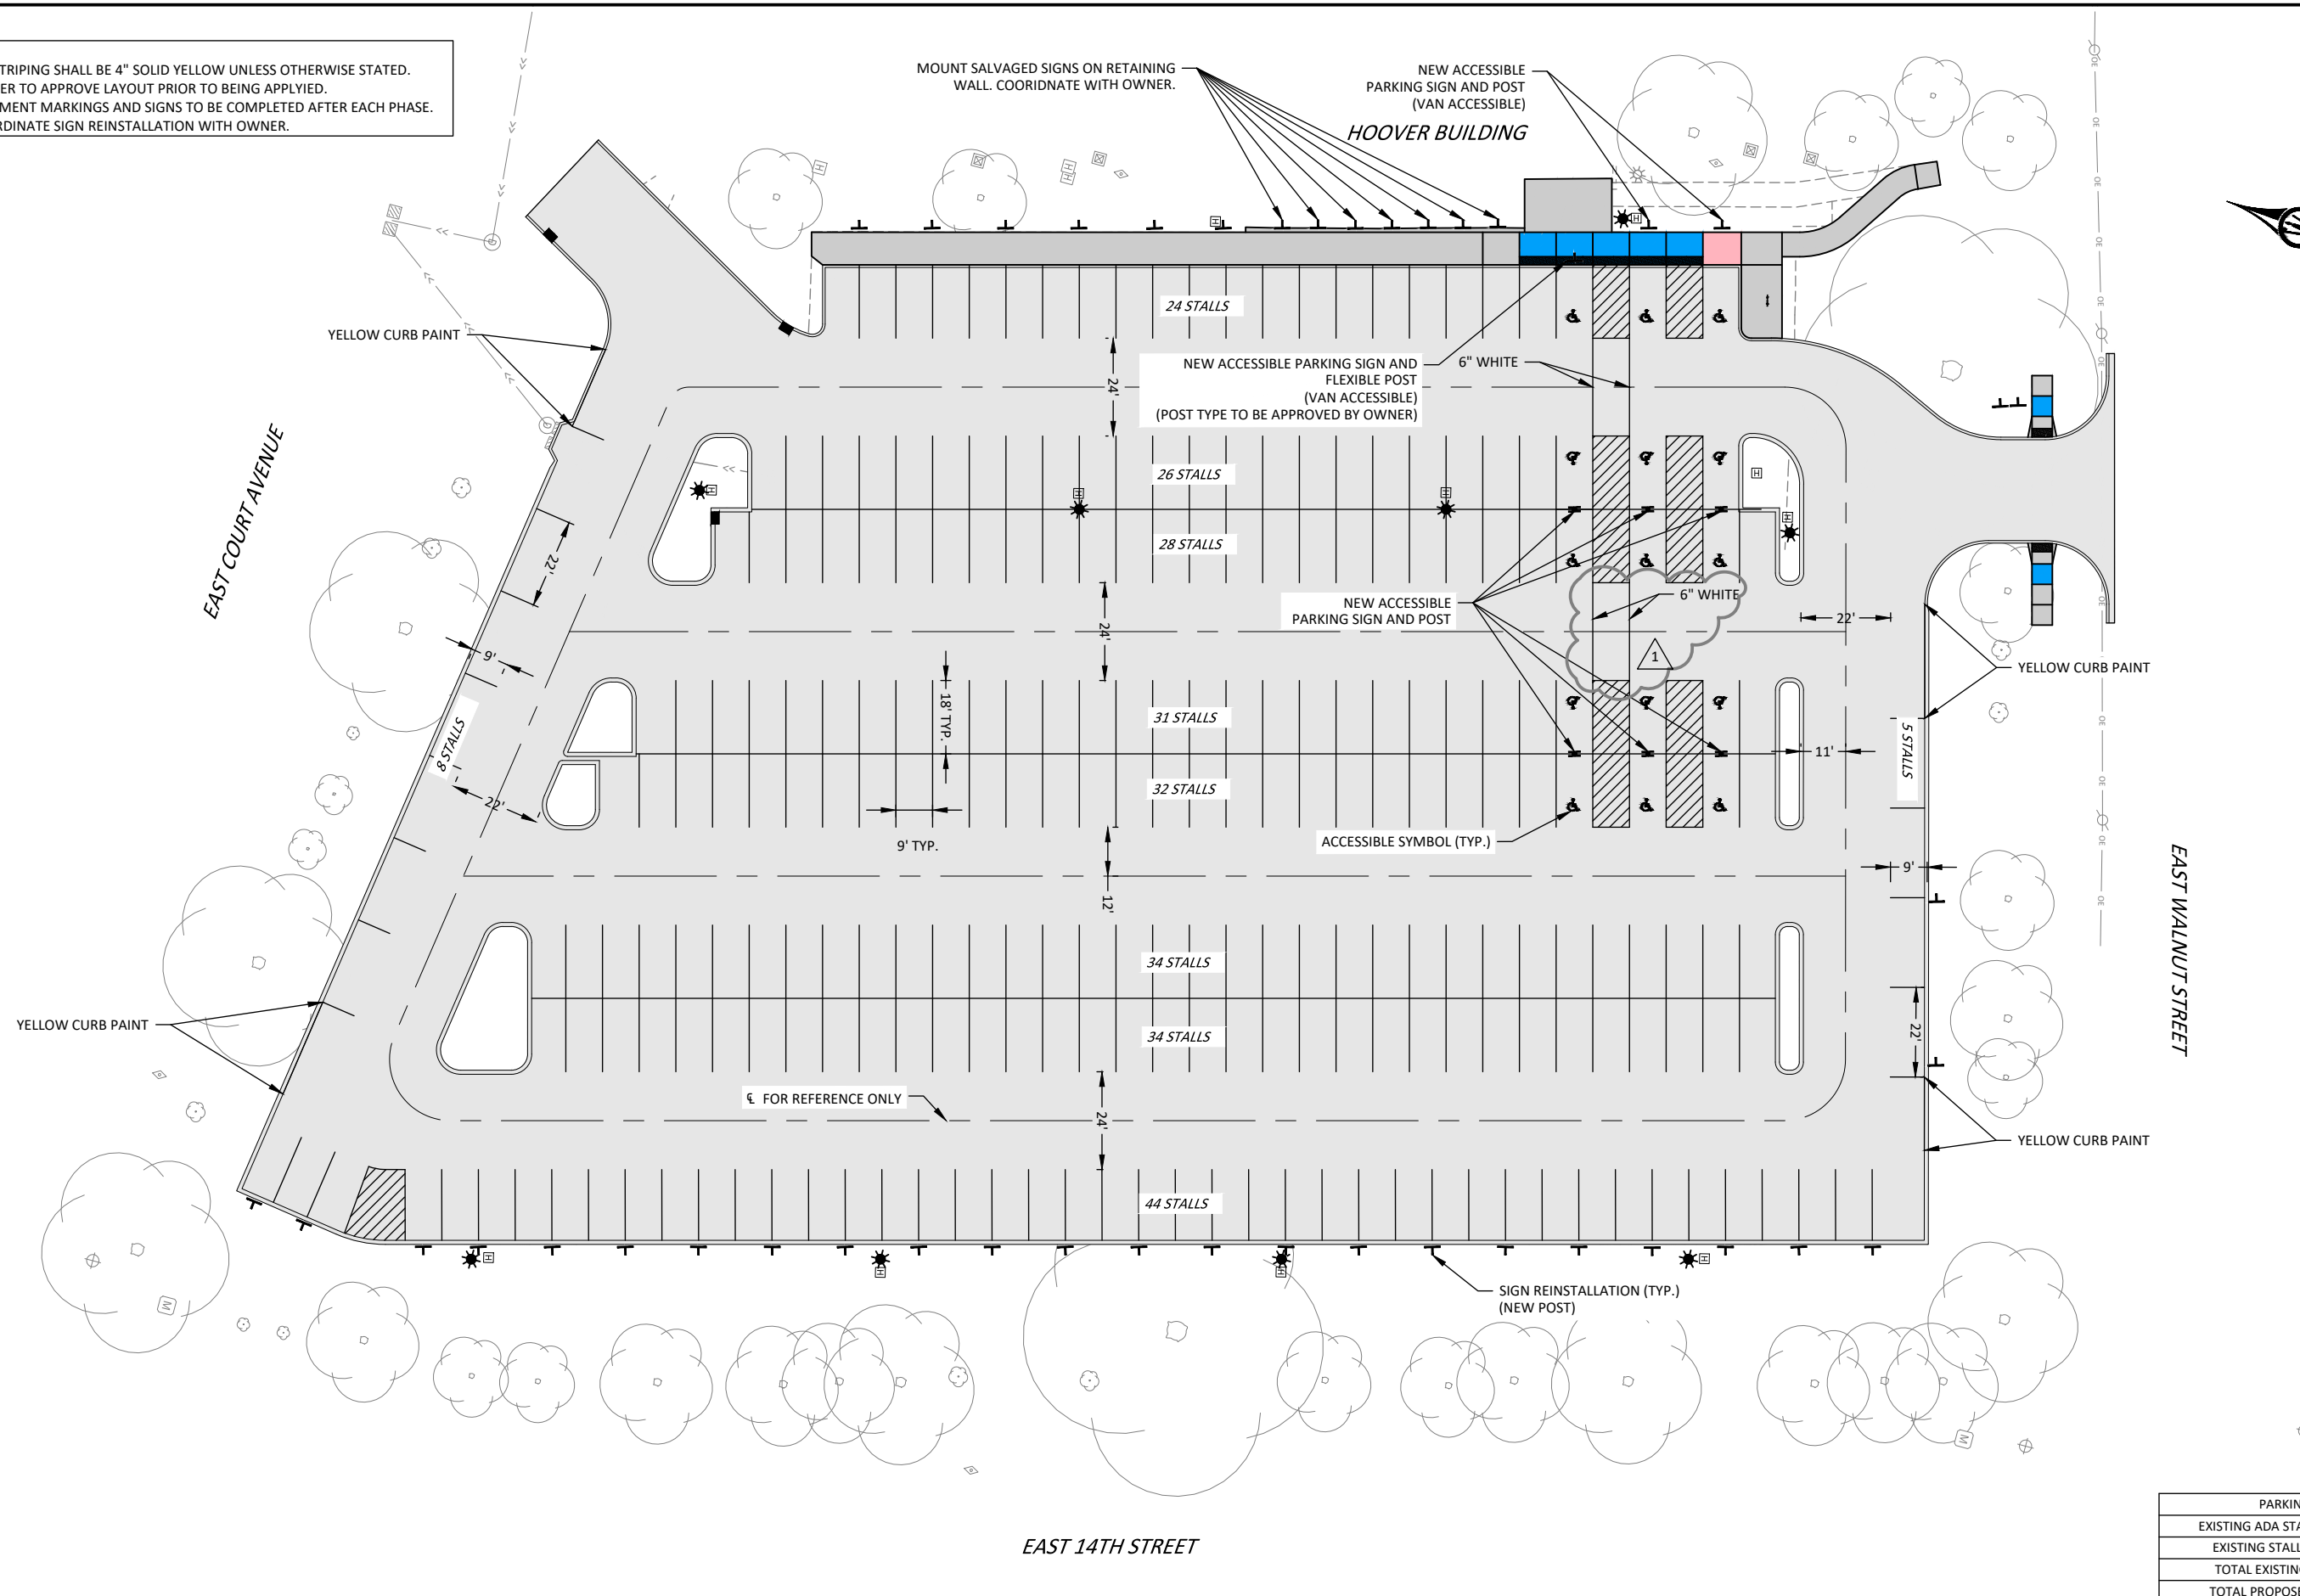 TRIPING SHALL BE 4" SOLID YELLOW UNLESS OTHERWISE STATED.
ER TO APPROVE LAYOUT PRIOR TO BEING APPLYIED.
MENT MARKINGS AND SIGNS TO BE COMPLETED AFTER EACH PHASE.
RDINATE SIGN REINSTALLATION WITH OWNER.
MOUNT SALVAGED SIGNS ON RETAINING
WALL. COORIDNATE WITH OWNER.
NEW ACCESSIBLE
PARKING SIGN AND POST
(VAN ACCESSIBLE)
HOOVER BUILDING
YELLOW CURB PAINT
24 STALLS
24'
NEW ACCESSIBLE PARKING SIGN AND
FLEXIBLE POST
(VAN ACCESSIBLE)
(POST TYPE TO BE APPROVED BY OWNER)
6" WHITE
EAST COURT AVENUE
26 STALLS
28 STALLS
22'
NEW ACCESSIBLE
PARKING SIGN AND POST
6" WHITE
24'
22'
9'
1
YELLOW CURB PAINT
18' TYP.
31 STALLS
8 STALLS
11'
5 STALLS
22'
32 STALLS
9' TYP.
ACCESSIBLE SYMBOL (TYP.)
9'
12'
EAST WALNUT STREET
34 STALLS
YELLOW CURB PAINT
34 STALLS
22'
℄ FOR REFERENCE ONLY
24'
YELLOW CURB PAINT
44 STALLS
SIGN REINSTALLATION (TYP.)
(NEW POST)
EAST 14TH STREET
PARKIN
EXISTING ADA STA
EXISTING STALL
TOTAL EXISTING
TOTAL PROPOSE